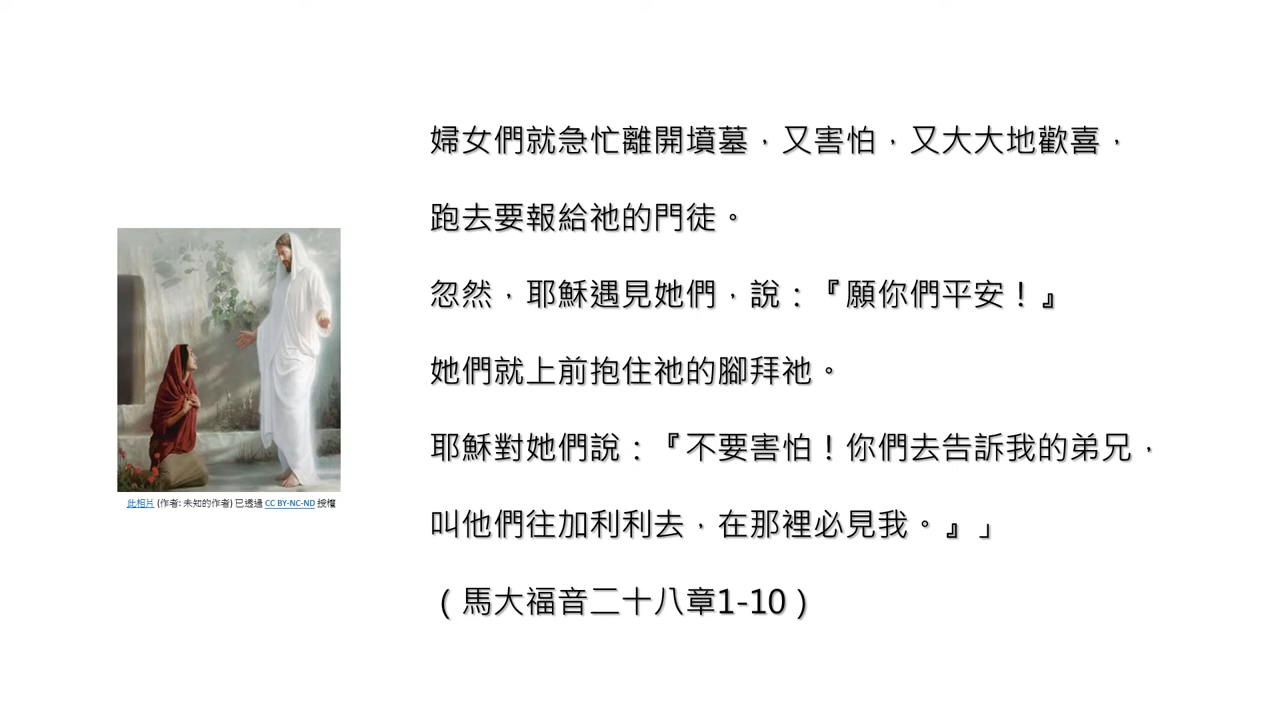 婦女們就急忙離開墳墓，又害怕，又大大地歡喜，
跑去要報給祂的門徒。
忽然，耶穌遇見她們，說：『願你們平安！』
她們就上前抱住祂的腳拜祂。
耶穌對她們說：『不要害怕！你們去告訴我的弟兄，
叫他們往加利利去，在那裡必見我。』」
（馬大福音二十八章1-10）
此相片 (作者: 未知的作者) 已透過 CC BY-NC-ND 授權